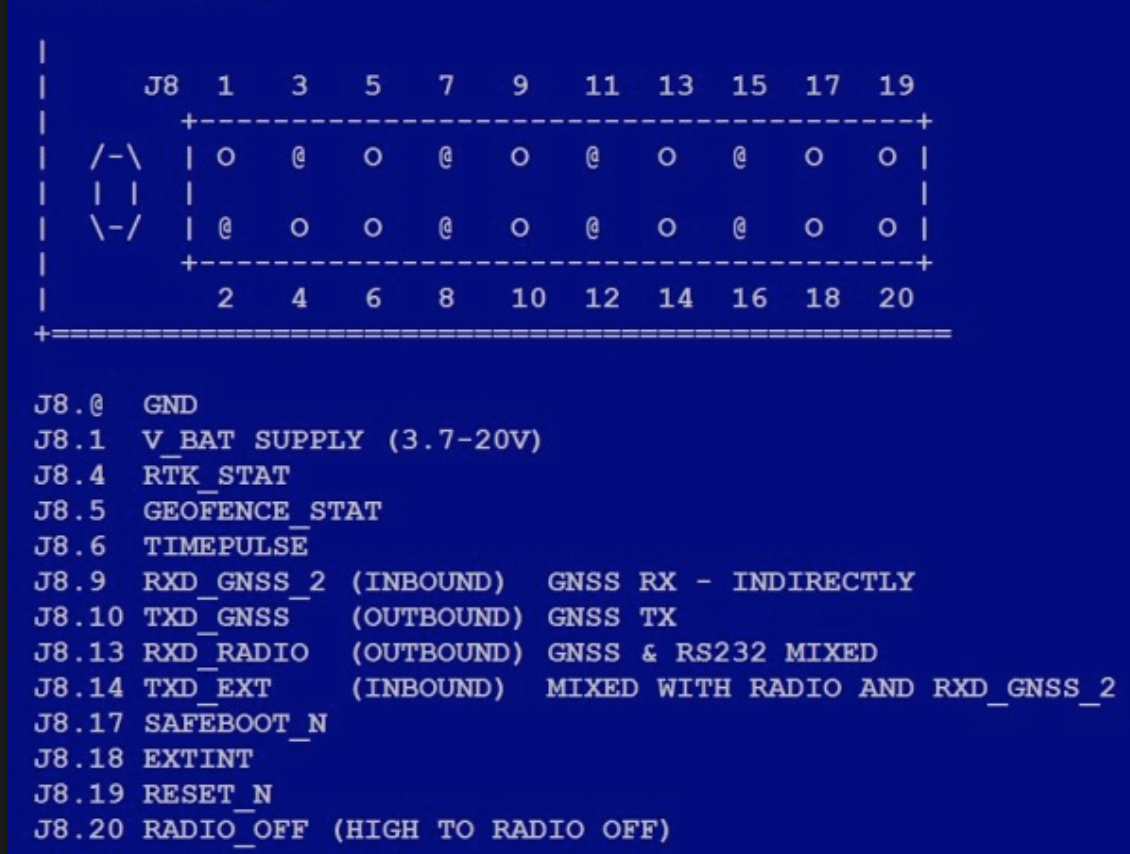 |
|     J8  1   3   5   7   9   11  13  15  17  19
|       +---------------------------------------+
|  /-\  | O   @   O   @   O   @   O   @   O   O |
|  | |  |                                       |
|  \-/  | @   O   O   @   O   @   O   @   O   O |
|       +---------------------------------------+
|         2   4   6   8   10  12  14  16  18  20
+=================================================
J8.@  GND
J8.1  V_BAT SUPPLY (3.7-20V)
J8.4  RTK_STAT
J8.5  GEOFENCE_STAT
J8.6  TIMEPULSE
J8.9  RXD_GNSS_2 (INBOUND)  GNSS RX - INDIRECTLY
J8.10 TXD_GNSS   (OUTBOUND) GNSS TX
J8.13 RXD_RADIO  (OUTBOUND) GNSS & RS232 MIXED
J8.14 TXD_EXT    (INBOUND)  MIXED WITH RADIO AND RXD_GNSS_2
J8.17 SAFEBOOT_N
J8.18 EXTINT
J8.19 RESET_N
J8.20 RADIO_OFF (HIGH TO RADIO OFF)